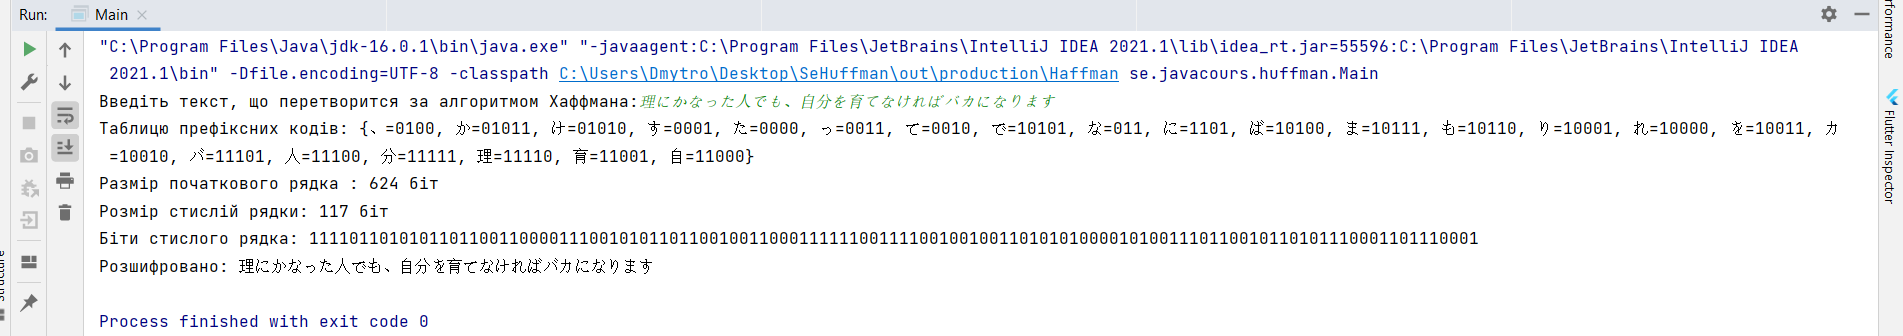 Run: Main
"C:\Program Files\Java\jdk-16.0.1\bin\java.exe" "-javaagent:C:\Program Files\JetBrains\IntelliJ IDEA 2021.1\lib\idea_rt.jar=55596:C:\Program Files\JetBrains\IntelliJ IDEA
2021.1\bin" -Dfile.encoding=UTF-8 -classpath C:\Users\Dmytro\Desktop\SeHuffman\out\production\Haffman se.javacours.huffman.Main
Введіть текст, що перетворится за алгоритмом Хаффмана:理にかなった人でも、自分を育てなければバカになります
Таблицю префіксних кодів: {、=0100, か=01011, け=01010, す=0001, た=0000, っ=0011, て=0010, で=10101, な=011, に=1101, ば=10100, ま=10111, も=10110, り=10001, れ=10000, を=10011, カ
=10010, バ=11101, 人=11100, 分=11111, 理=11110, 育=11001, 自=11000}
Размір початкового рядка : 624 біт
Розмір стислій рядки: 117 біт
Біти стислого рядка: 111101101010110110011000011100101011011001001100011111110011110010010011010101000010100111011001011010111000110111​0001
Розшифровано: 理にかなった人でも、自分を育てなければバカになります
Process finished with exit code 0
rformance
Flutter Inspector